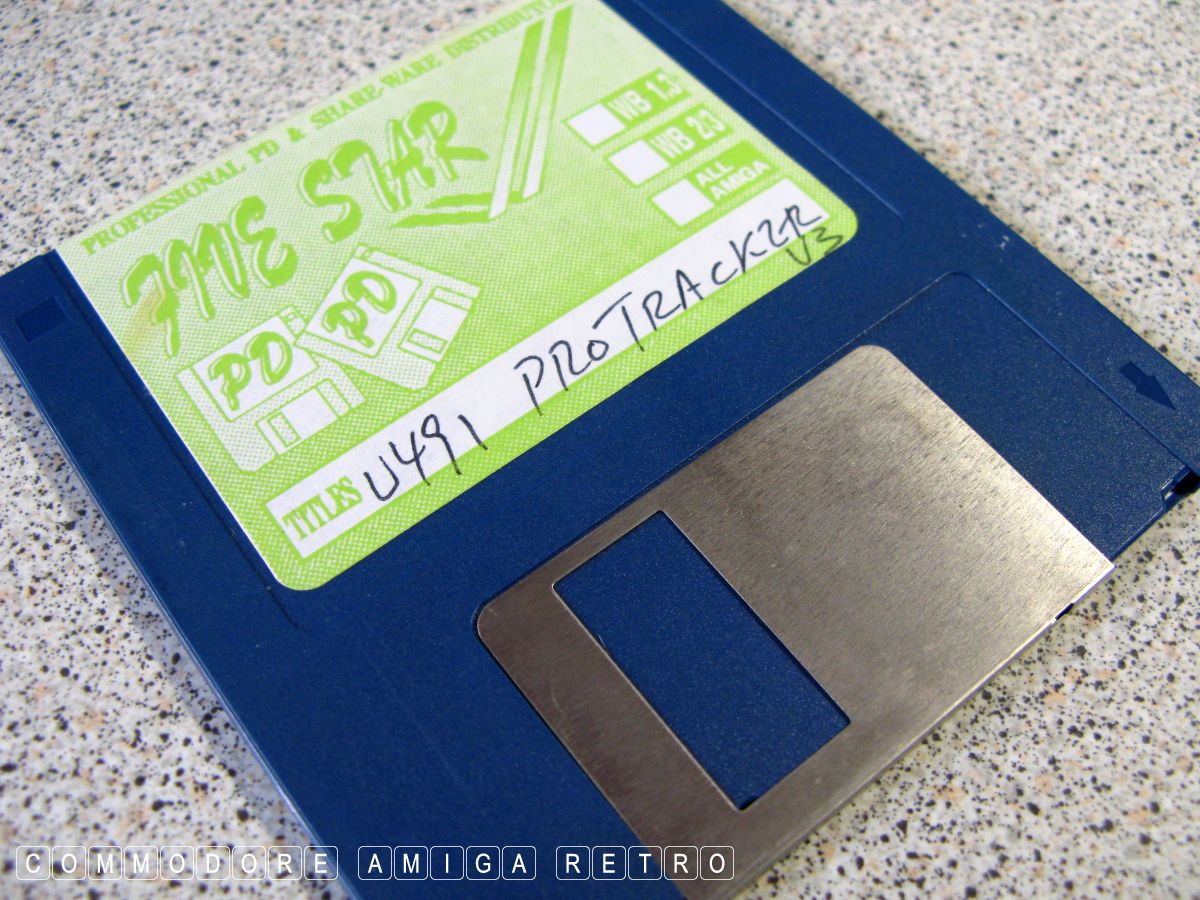 PROFESSIONAL PD & SHARE-WARE DISTRIBUTOR
FIVE STAR
PD
PD
WB 1.3
WB 2/3
ALL
AMIGA
TITLES U491 PROTRACKER
V3
COMMODORE AMIGA RETRO